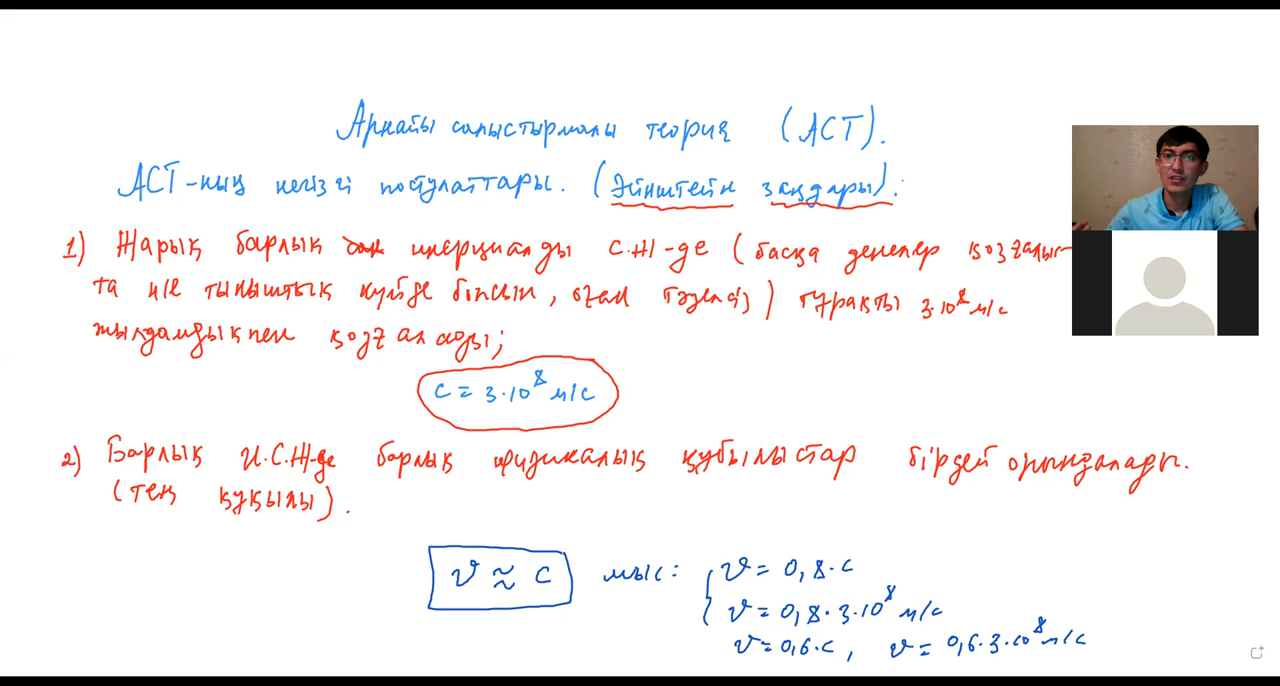 Арнайы салыстырмалы теория (АСТ).
АСТ-ның негізгі постулаттары. (Эйнштейн заңдары):
1) Жарық барлық инерциалды С.Ж-де (басқа денелер қозғалыс-
та н/е тыныштық күйде болсын, оған тәуелсіз) тұрақты 3·10⁸ м/с
жылдамдықпен қозғалады;
c = 3·10⁸ м/с
2) Барлық И.С.Ж-де барлық физикалық құбылыстар бірдей орындалады.
(тең құқылы).
υ ≈ c мыс: υ = 0,8·c
υ = 0,8·3·10⁸ м/с
υ = 0,6·c, υ = 0,6·3·10⁸ м/с